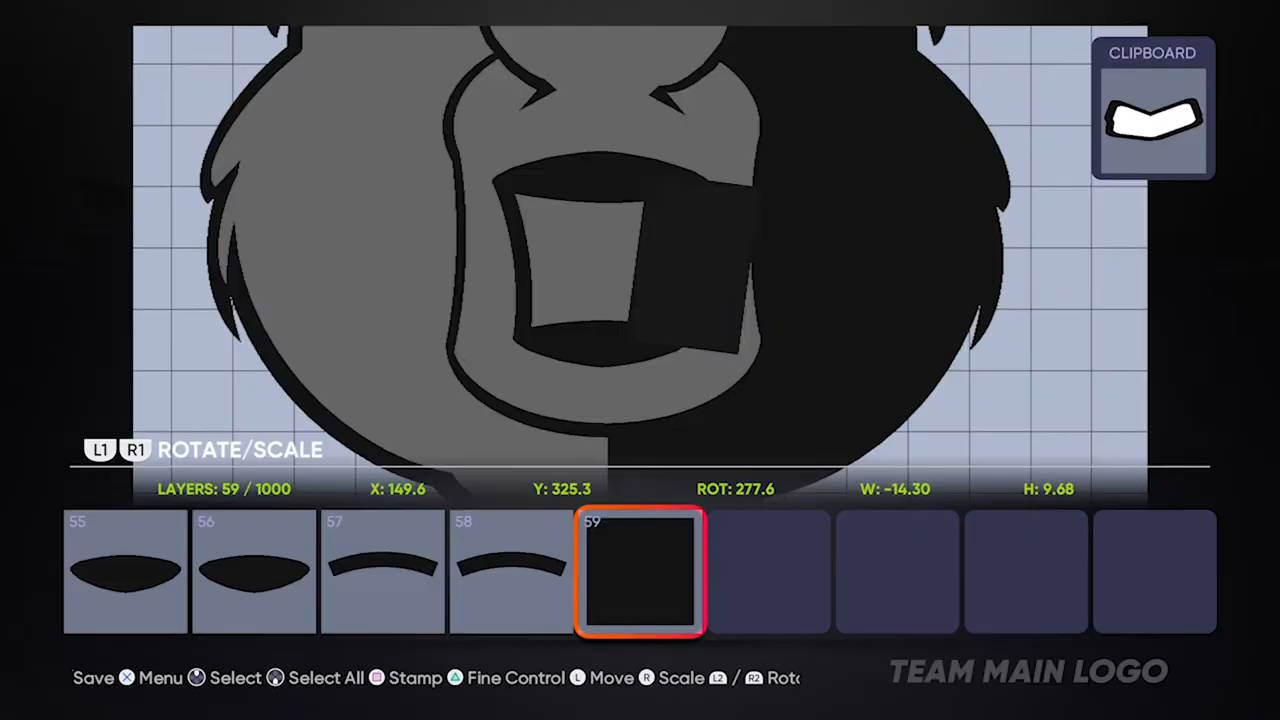 CLIPBOARD
L1 R1 ROTATE/SCALE
LAYERS: 59 / 1000 X: 149.6 Y: 325.3 ROT: 277.6 W: -14.30 H: 9.68
55 56 57 58 59
Save Menu Select Select All Stamp Fine Control L Move R Scale L2 / R2 Rot
TEAM MAIN LOGO